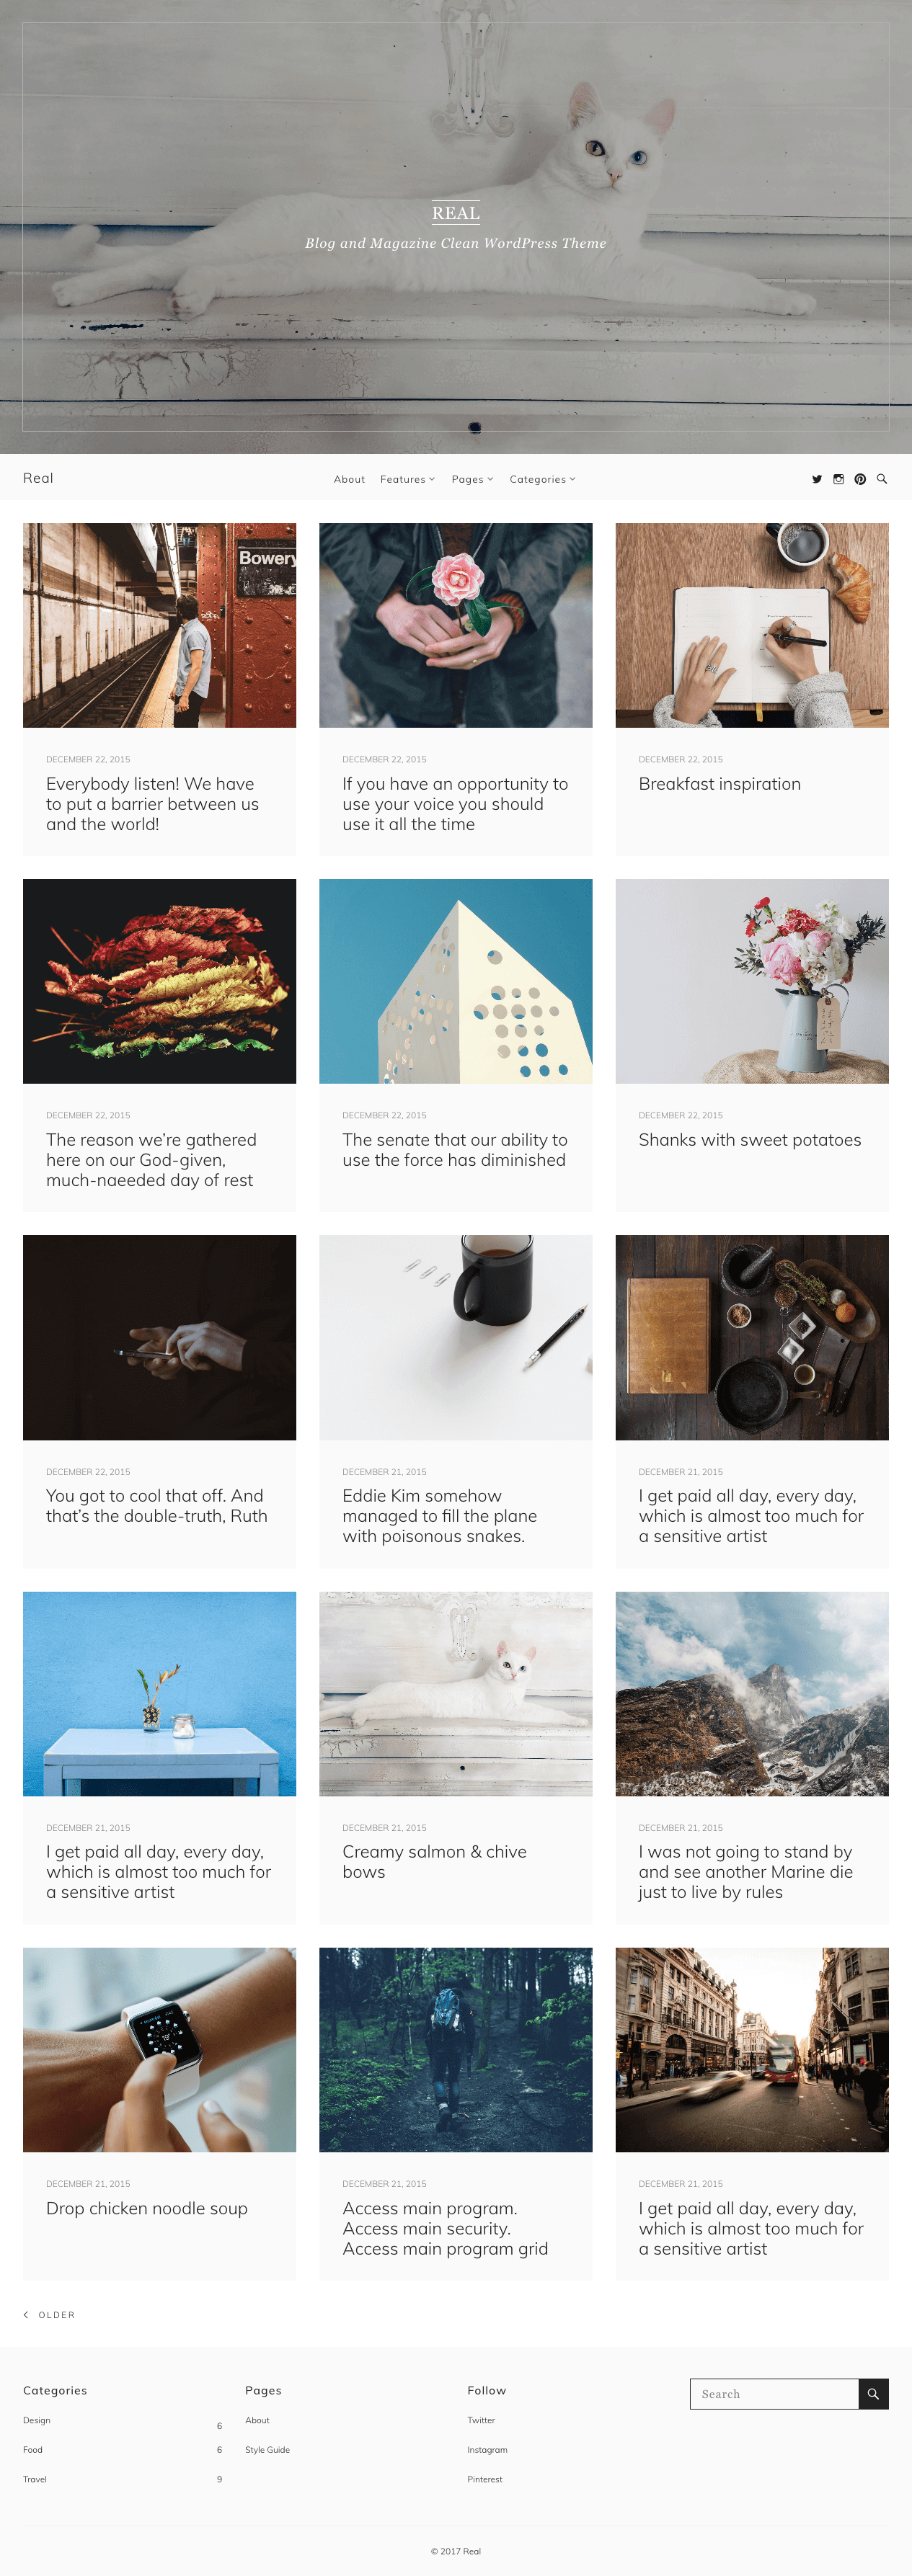 REAL
Blog and Magazine Clean WordPress Theme
Real
About Features Pages Categories
Bowery
DECEMBER 22, 2015
Everybody listen! We have
to put a barrier between us
and the world!
DECEMBER 22, 2015
If you have an opportunity to
use your voice you should
use it all the time
DECEMBER 22, 2015
Breakfast inspiration
DECEMBER 22, 2015
The reason we’re gathered
here on our God-given,
much-naeeded day of rest
DECEMBER 22, 2015
The senate that our ability to
use the force has diminished
DECEMBER 22, 2015
Shanks with sweet potatoes
DECEMBER 22, 2015
You got to cool that off. And
that’s the double-truth, Ruth
DECEMBER 21, 2015
Eddie Kim somehow
managed to fill the plane
with poisonous snakes.
DECEMBER 21, 2015
I get paid all day, every day,
which is almost too much for
a sensitive artist
DECEMBER 21, 2015
I get paid all day, every day,
which is almost too much for
a sensitive artist
DECEMBER 21, 2015
Creamy salmon & chive
bows
DECEMBER 21, 2015
I was not going to stand by
and see another Marine die
just to live by rules
DECEMBER 21, 2015
Drop chicken noodle soup
DECEMBER 21, 2015
Access main program.
Access main security.
Access main program grid
DECEMBER 21, 2015
I get paid all day, every day,
which is almost too much for
a sensitive artist
OLDER
Categories
Design 6
Food 6
Travel 9
Pages
About
Style Guide
Follow
Twitter
Instagram
Pinterest
Search
© 2017 Real